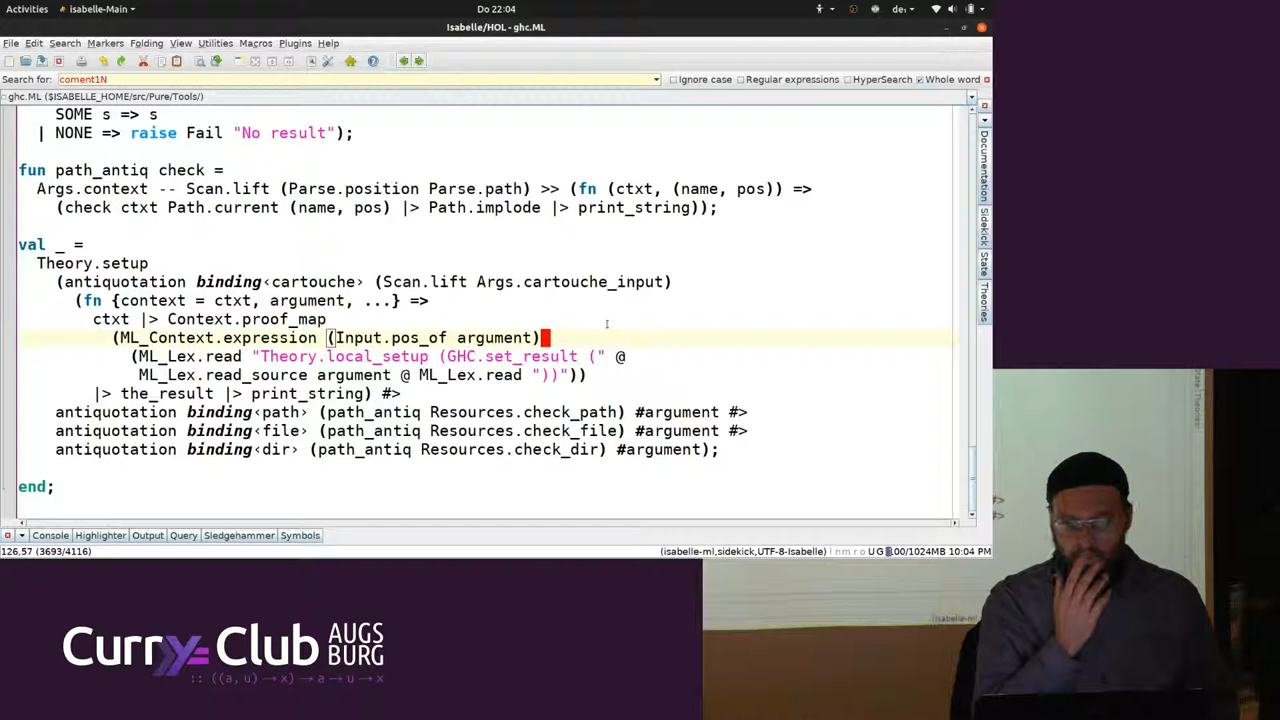 Activities isabelle-Main Do 22:04 de
Isabelle/HOL - ghc.ML
File Edit Search Markers Folding View Utilities Macros Plugins Help
Search for: coment1N Ignore case Regular expressions HyperSearch Whole word
ghc.ML ($ISABELLE_HOME/src/Pure/Tools/)
SOME s => s
| NONE => raise Fail "No result");
fun path_antiq check =
Args.context -- Scan.lift (Parse.position Parse.path) >> (fn (ctxt, (name, pos)) =>
(check ctxt Path.current (name, pos) |> Path.implode |> print_string));
val _ =
Theory.setup
(antiquotation binding‹cartouche› (Scan.lift Args.cartouche_input)
(fn {context = ctxt, argument, ...} =>
ctxt |> Context.proof_map
(ML_Context.expression (Input.pos_of argument)
(ML_Lex.read "Theory.local_setup (GHC.set_result (" @
ML_Lex.read_source argument @ ML_Lex.read "))"))
|> the_result |> print_string) #>
antiquotation binding‹path› (path_antiq Resources.check_path) #argument #>
antiquotation binding‹file› (path_antiq Resources.check_file) #argument #>
antiquotation binding‹dir› (path_antiq Resources.check_dir) #argument);
end;
Documentation
Sidekick
State
Theories
Console Highlighter Output Query Sledgehammer Symbols
126,57 (3693/4116) (isabelle-ml,sidekick,UTF-8-Isabelle) n m r o U G 10:04 PM
Curry Club AUGS
BURG
:: ((a, u) → x) → a → u → x